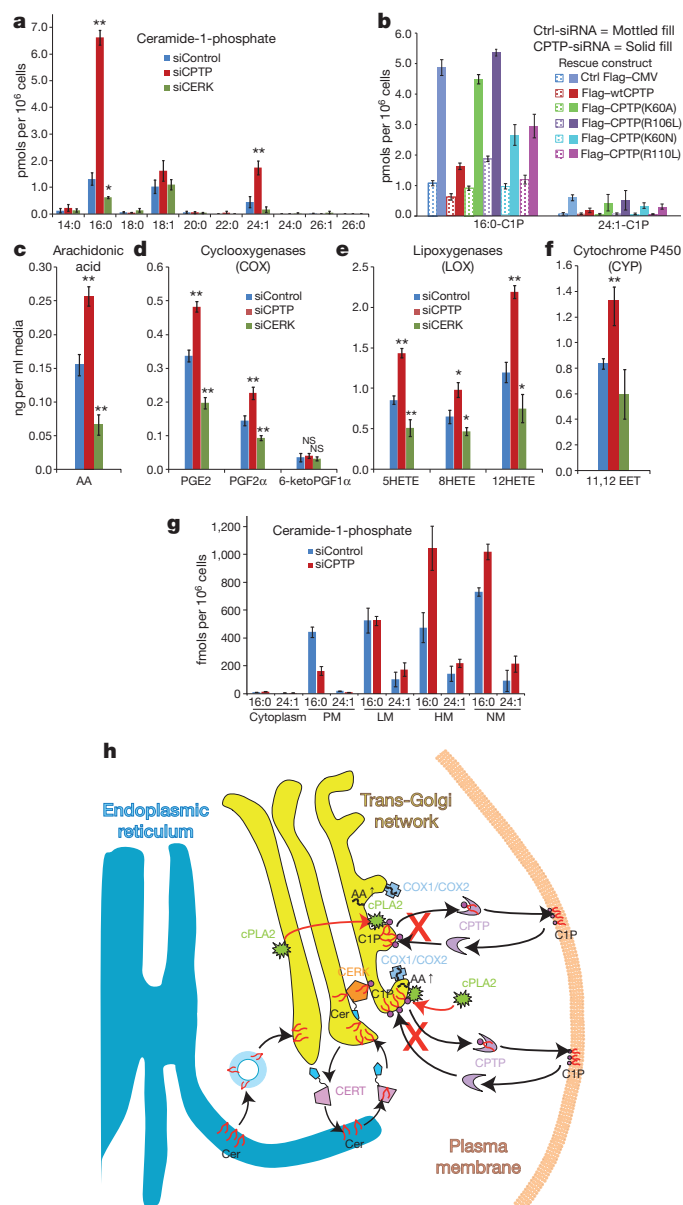 a
Ceramide-1-phosphate
siControl
siCPTP
siCERK
pmols per 10⁶ cells
7.0
6.0
5.0
4.0
3.0
2.0
1.0
0.0
**
*
**
14:0 16:0 18:0 18:1 20:0 22:0 24:1 24:0 26:1 26:0
b
Ctrl-siRNA = Mottled fill
CPTP-siRNA = Solid fill
Rescue construct
Ctrl Flag–CMV
Flag–wtCPTP
Flag–CPTP(K60A)
Flag–CPTP(R106L)
Flag–CPTP(K60N)
Flag–CPTP(R110L)
pmols per 10⁶ cells
6.0
5.0
4.0
3.0
2.0
1.0
0.0
16:0-C1P 24:1-C1P
c
Arachidonic
acid
ng per ml media
0.30
0.25
0.20
0.15
0.10
0.05
0.00
**
**
AA
d
Cyclooxygenases
(COX)
siControl
siCPTP
siCERK
0.6
0.5
0.4
0.3
0.2
0.1
0.0
**
**
**
**
NS
NS
PGE2 PGF2α 6-ketoPGF1α
e
Lipoxygenases
(LOX)
siControl
siCPTP
siCERK
2.5
2.0
1.5
1.0
0.5
0.0
**
**
*
*
**
*
5HETE 8HETE 12HETE
f
Cytochrome P450
(CYP)
1.6
1.4
1.2
1.0
0.8
0.6
0.4
0.2
0.0
**
11,12 EET
g
Ceramide-1-phosphate
siControl
siCPTP
fmols per 10⁶ cells
1,200
1,000
800
600
400
200
0
16:0 24:1 16:0 24:1 16:0 24:1 16:0 24:1 16:0 24:1
Cytoplasm PM LM HM NM
h
Endoplasmic
reticulum
Trans-Golgi
network
COX1/COX2
AA ↑
cPLA2
cPLA2
C1P
CPTP
C1P
COX1/COX2
CERK
C1P
AA ↑
cPLA2
Cer
CPTP
C1P
CERT
Cer
Cer
Plasma
membrane